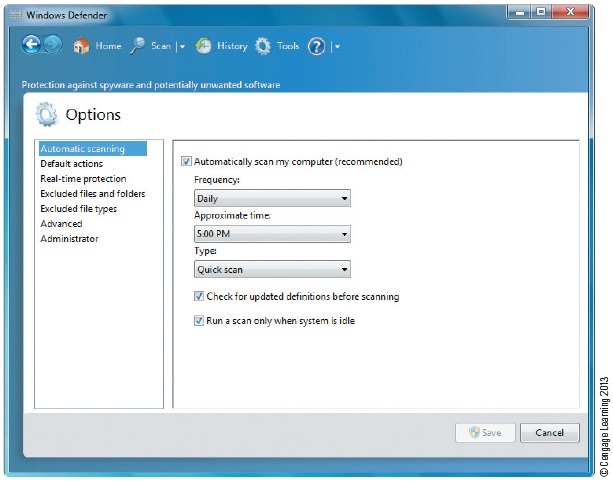 Windows Defender
Home Scan History Tools ?
Protection against spyware and potentially unwanted software
Options
Automatic scanning
Default actions
Real-time protection
Excluded files and folders
Excluded file types
Advanced
Administrator
Automatically scan my computer (recommended)
Frequency:
Daily
Approximate time:
5:00 PM
Type:
Quick scan
Check for updated definitions before scanning
Run a scan only when system is idle
Save Cancel
© Cengage Learning 2013